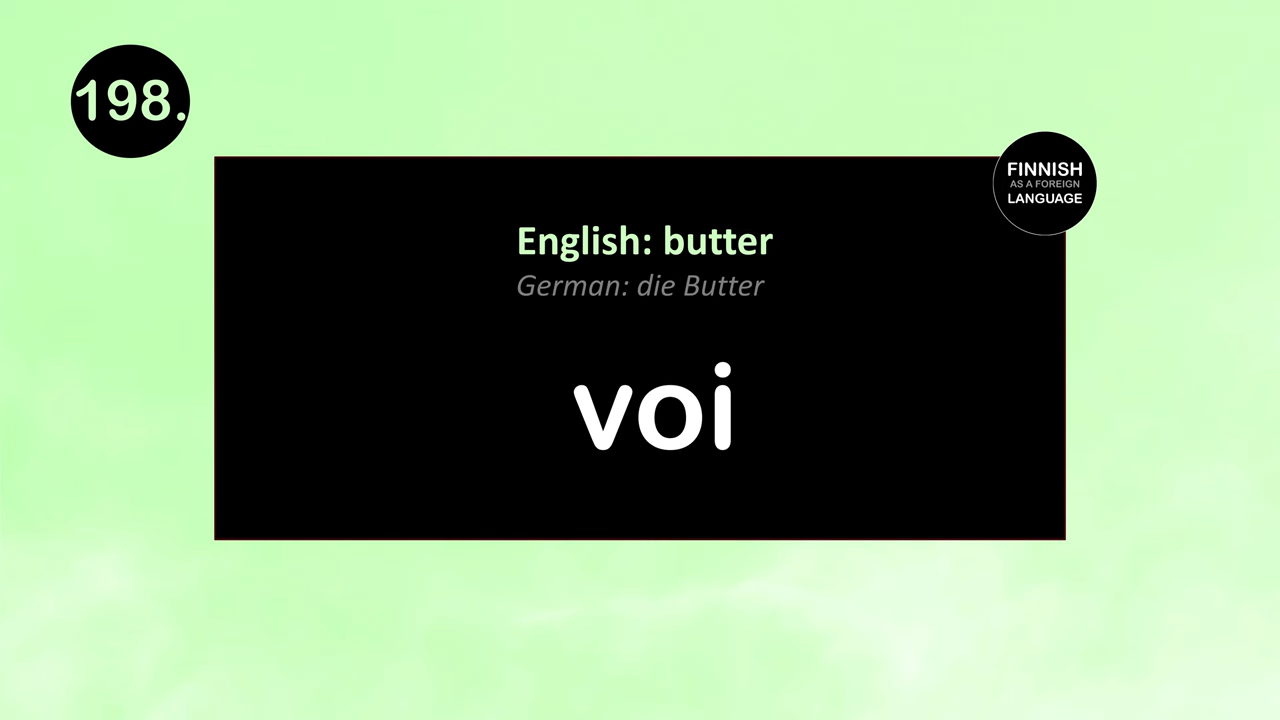 198.
FINNISH
AS A FOREIGN
LANGUAGE
English: butter
German: die Butter
voi